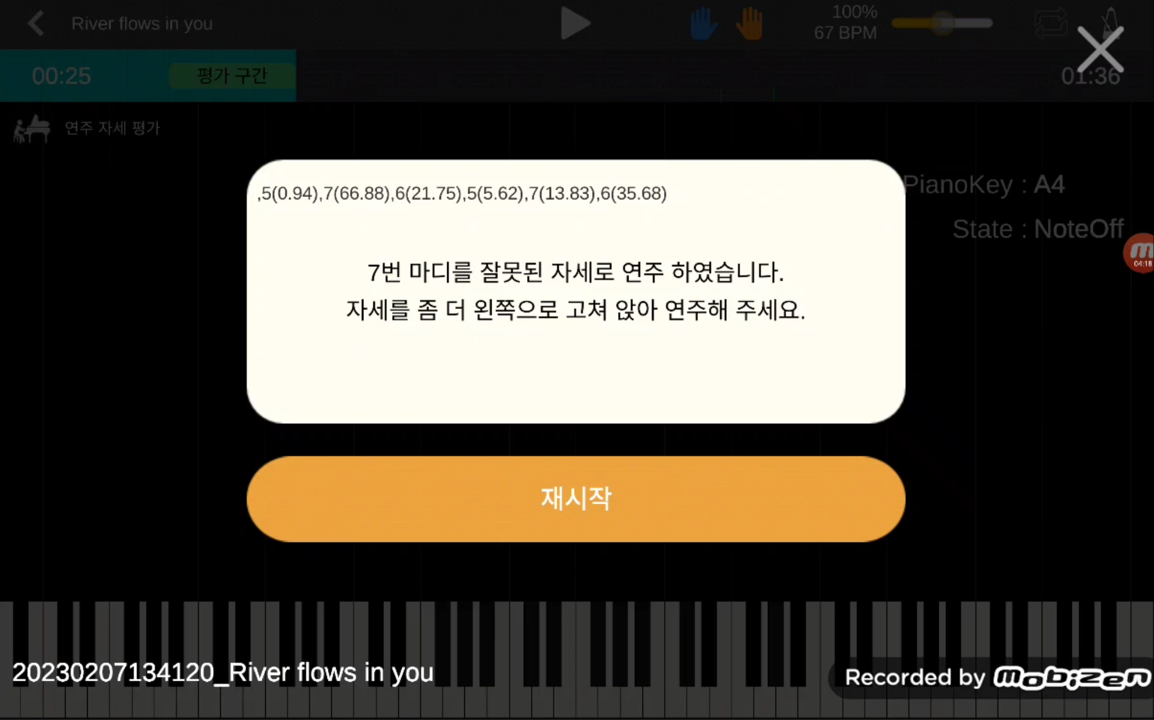 River flows in you
100%
67 BPM
00:25
평가 구간
01:36
연주 자세 평가
PianoKey : A4
State : NoteOff
,5(0.94),7(66.88),6(21.75),5(5.62),7(13.83),6(35.68)
7번 마디를 잘못된 자세로 연주 하였습니다.
자세를 좀 더 왼쪽으로 고쳐 앉아 연주해 주세요.
04:18
재시작
20230207134120_River flows in you
Recorded by mobizen